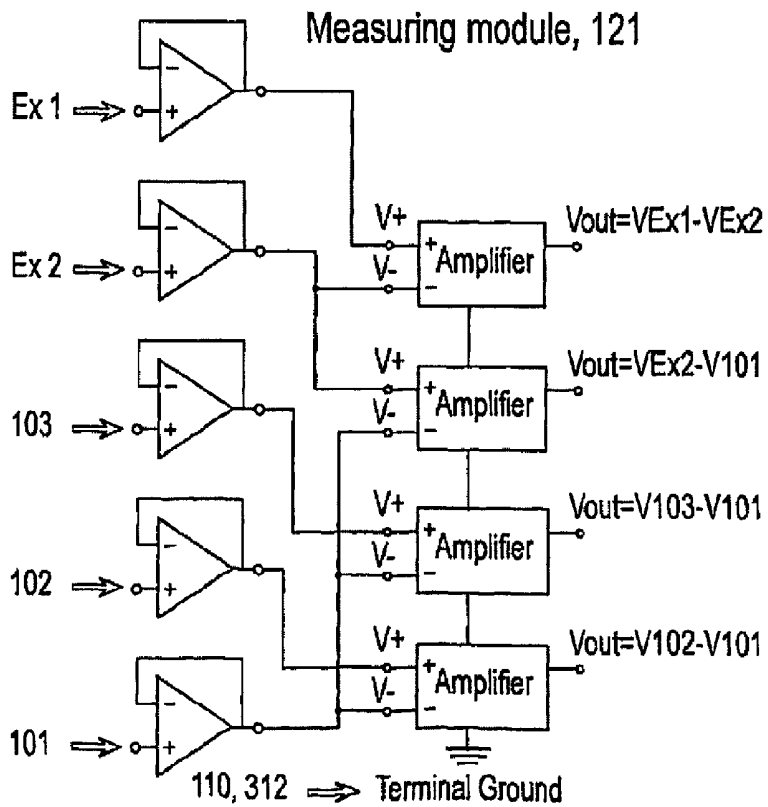 Measuring module, 121
Ex 1
Ex 2
103
102
101
- +
- +
- +
- +
- +
V+
V-
+ Amplifier -
Vout=VEx1-VEx2
V+
V-
+ Amplifier -
Vout=VEx2-V101
V+
V-
+ Amplifier -
Vout=V103-V101
V+
V-
+ Amplifier -
Vout=V102-V101
110, 312 Terminal Ground